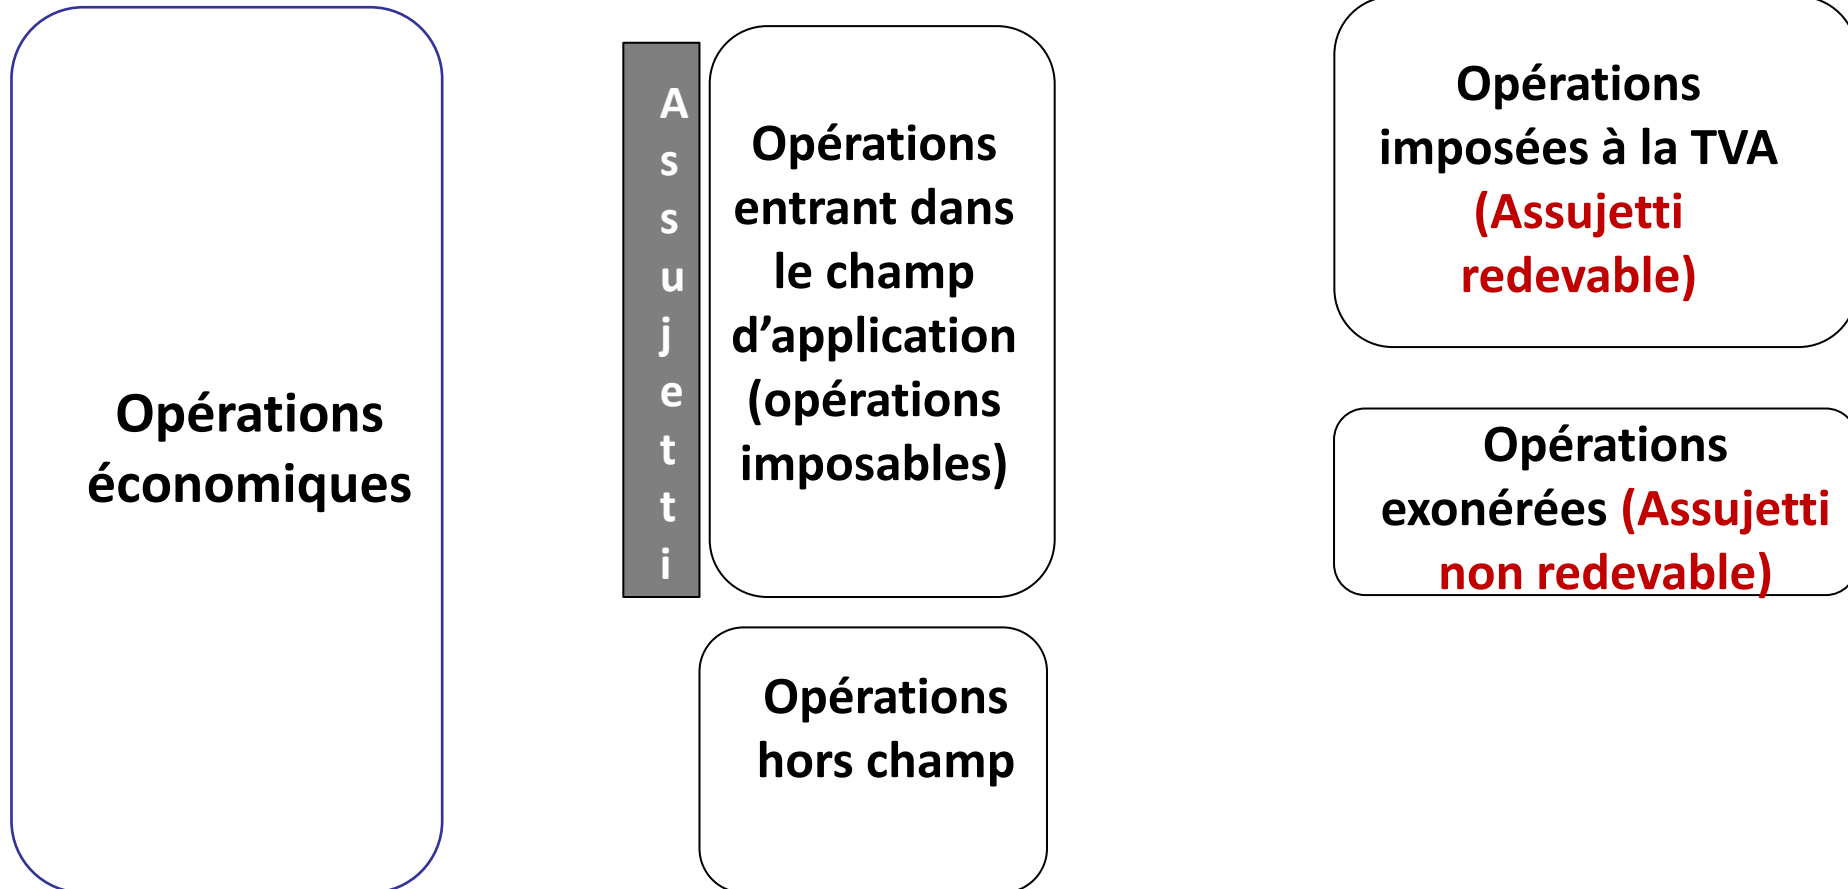 Opérations
économiques
A
s
s
u
j
e
t
t
i
Opérations
entrant dans
le champ
d’application
(opérations
imposables)
Opérations
hors champ
Opérations
imposées à la TVA
(Assujetti
redevable)
Opérations
exonérées (Assujetti
non redevable)